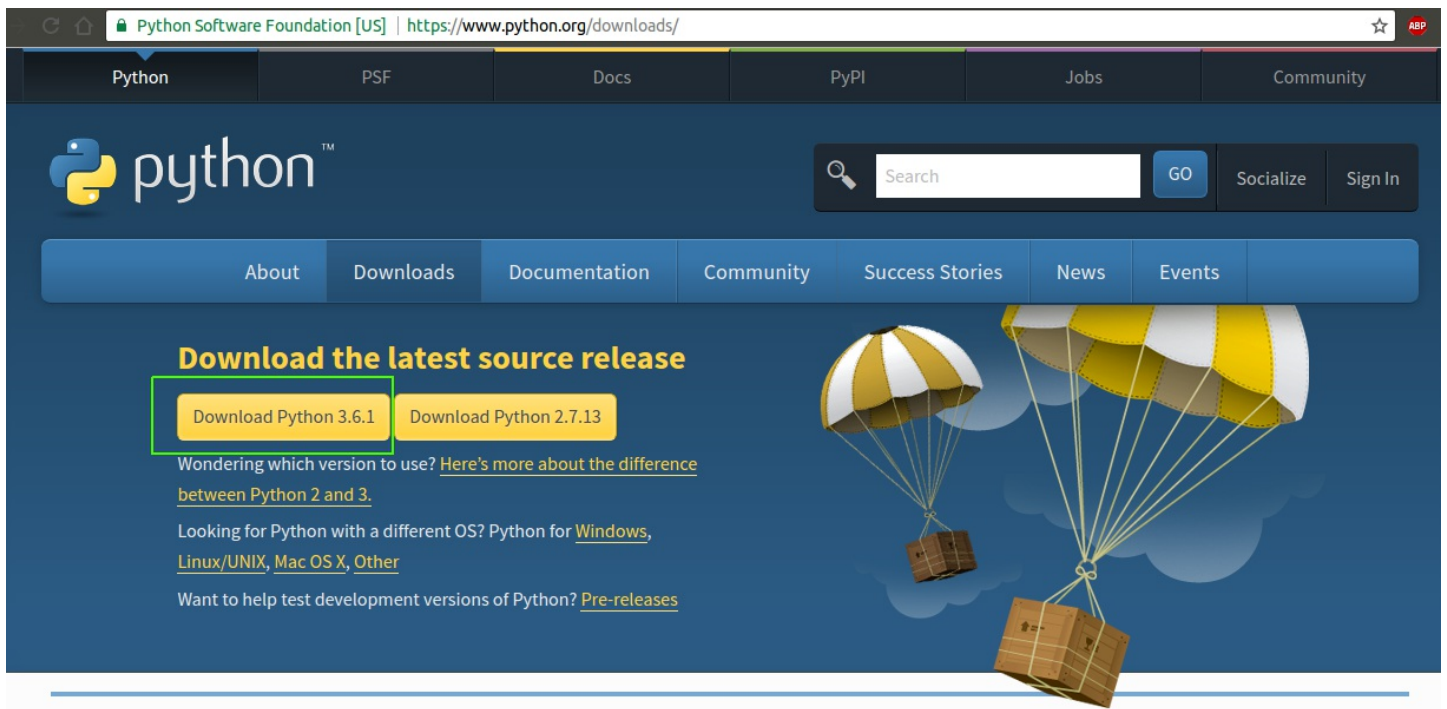 Python Software Foundation [US] | https://www.python.org/downloads/
ABP
Python PSF Docs PyPI Jobs Community
python™
Search GO Socialize Sign In
About Downloads Documentation Community Success Stories News Events
Download the latest source release
Download Python 3.6.1 Download Python 2.7.13
Wondering which version to use? Here's more about the difference
between Python 2 and 3.
Looking for Python with a different OS? Python for Windows,
Linux/UNIX, Mac OS X, Other
Want to help test development versions of Python? Pre-releases